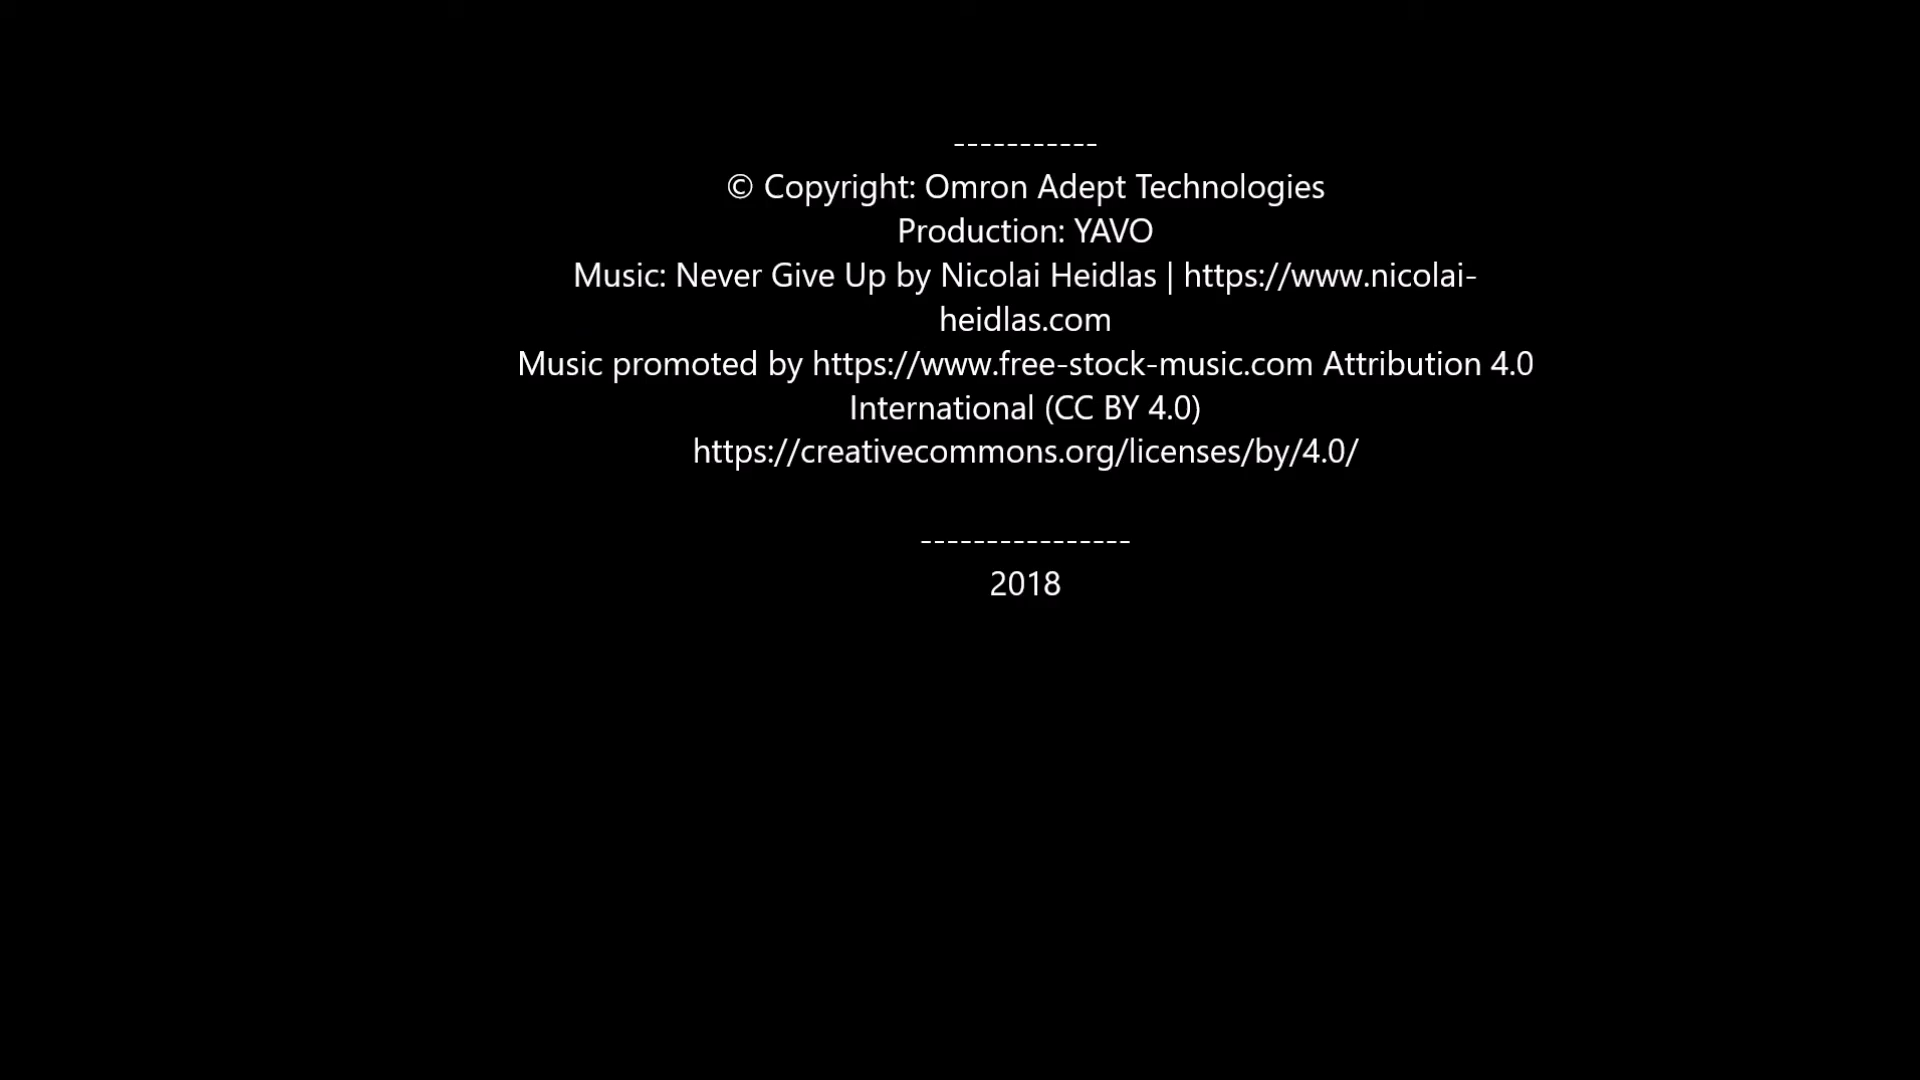 -----------
© Copyright: Omron Adept Technologies
Production: YAVO
Music: Never Give Up by Nicolai Heidlas | https://www.nicolai-
heidlas.com
Music promoted by https://www.free-stock-music.com Attribution 4.0
International (CC BY 4.0)
https://creativecommons.org/licenses/by/4.0/
----------------
2018